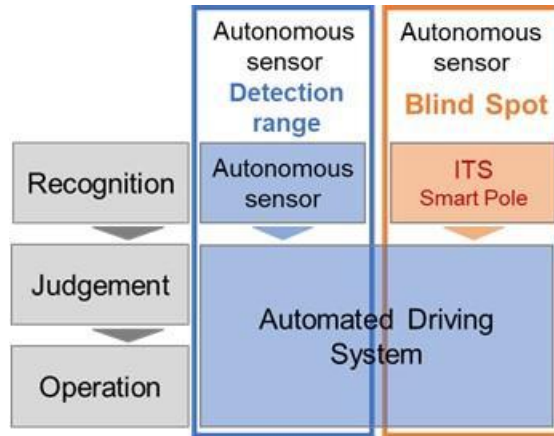 Autonomous
sensor
Detection
range
Autonomous
sensor
Blind Spot
Recognition
Autonomous
sensor
ITS
Smart Pole
Judgement
Automated Driving
System
Operation